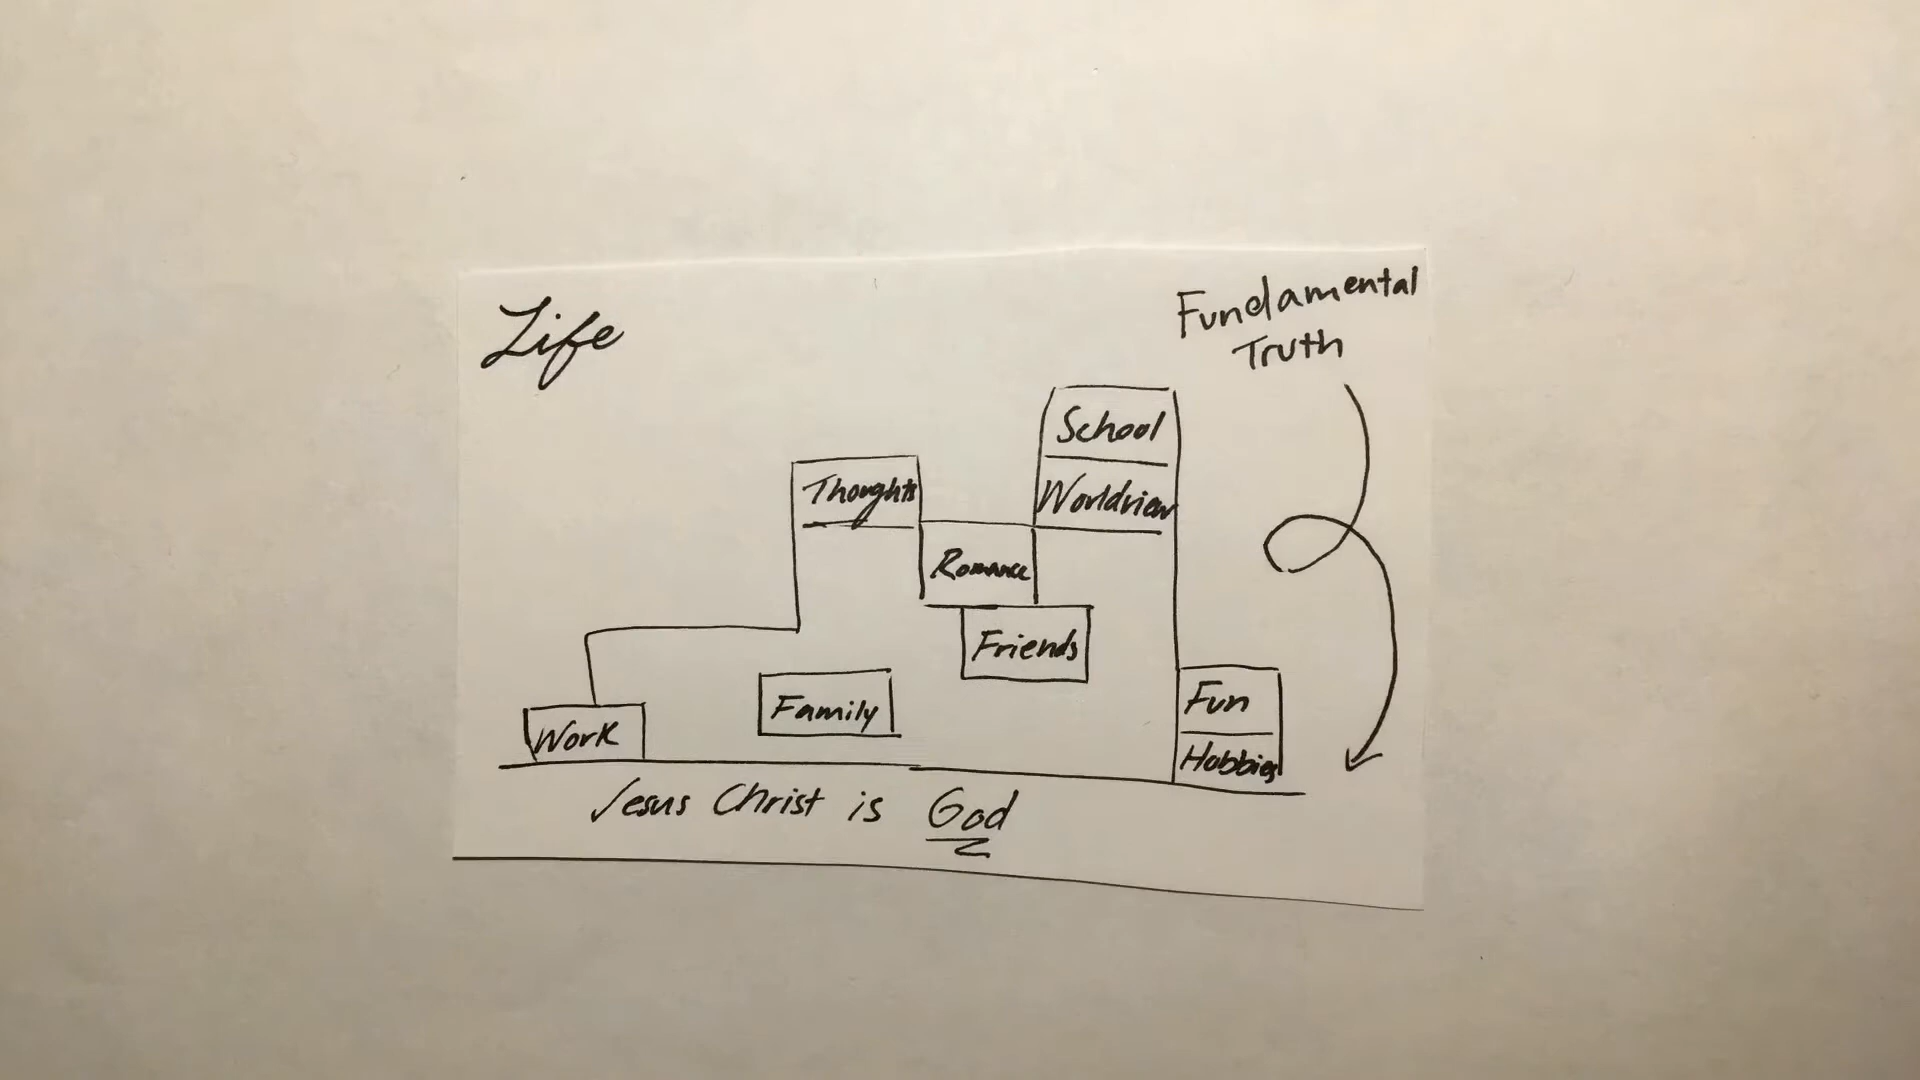 Life
Fundamental
Truth
School
Thoughts
Worldview
Romance
Friends
Family
Fun
Work
Hobbies
Jesus Christ is God